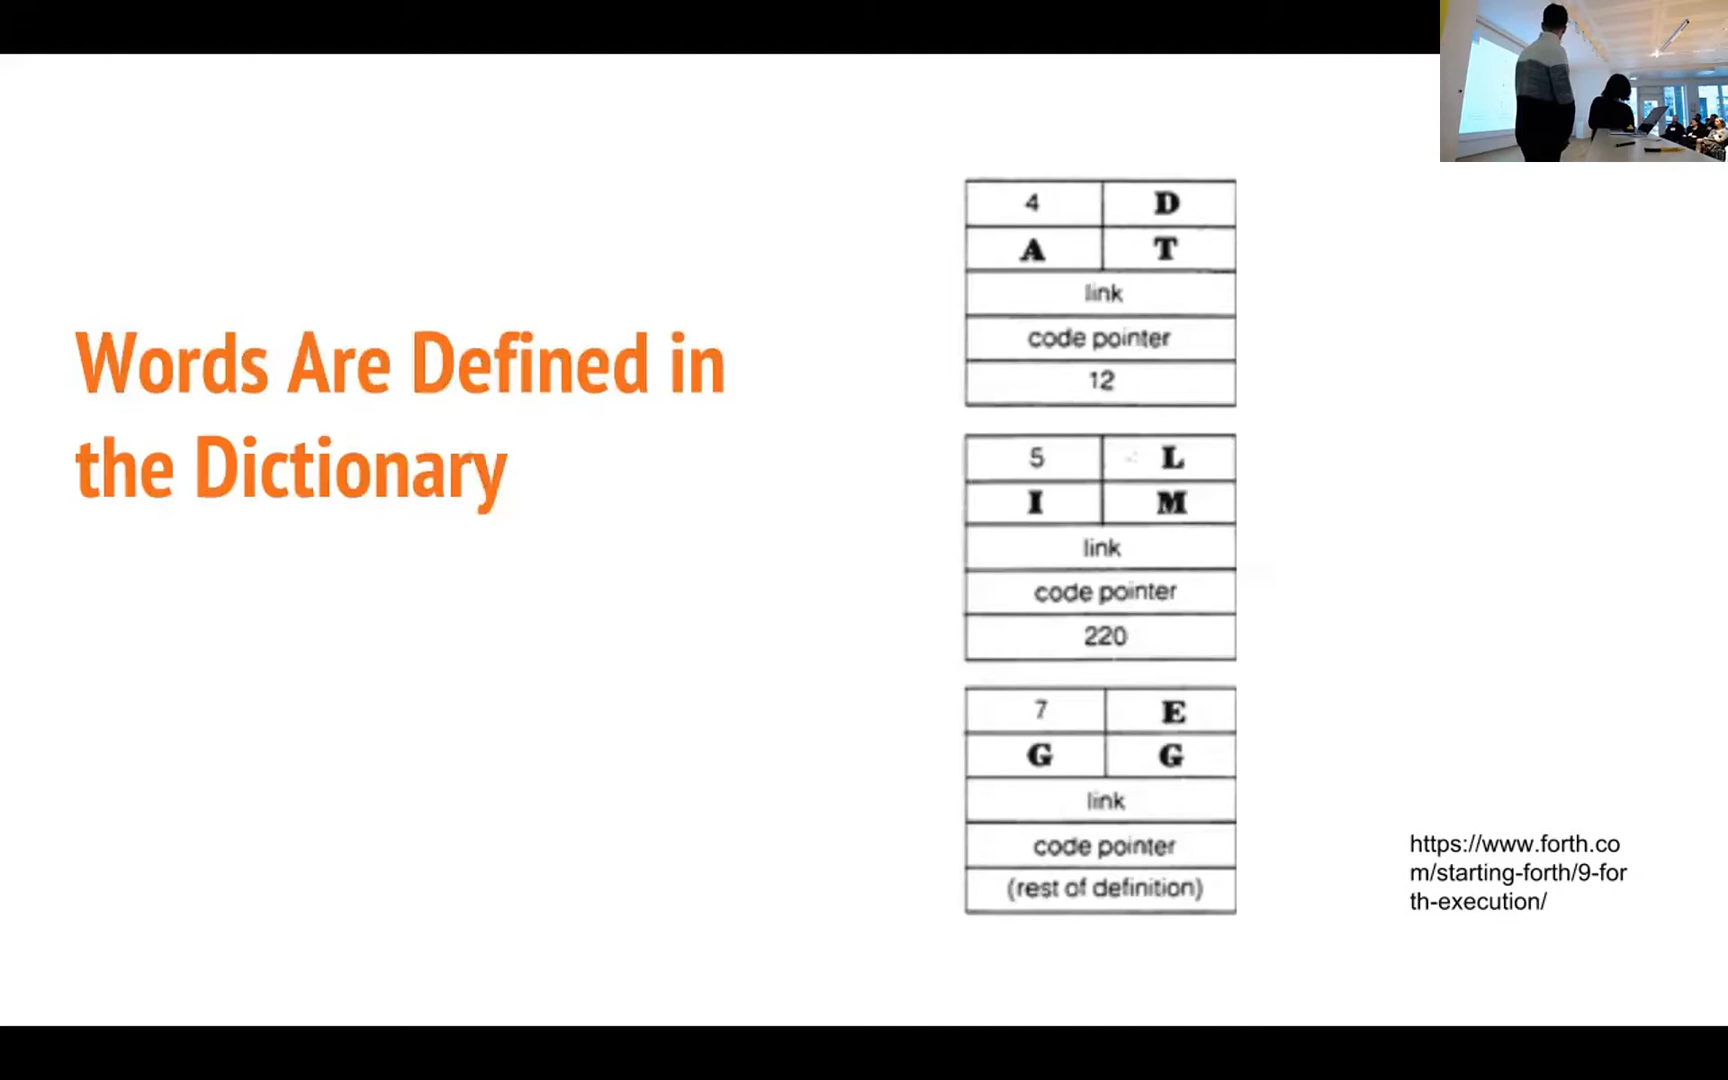 Words Are Defined in
the Dictionary
4 D
A T
link
code pointer
12
5 L
I M
link
code pointer
220
7 E
G G
link
code pointer
(rest of definition)
https://www.forth.co
m/starting-forth/9-for
th-execution/